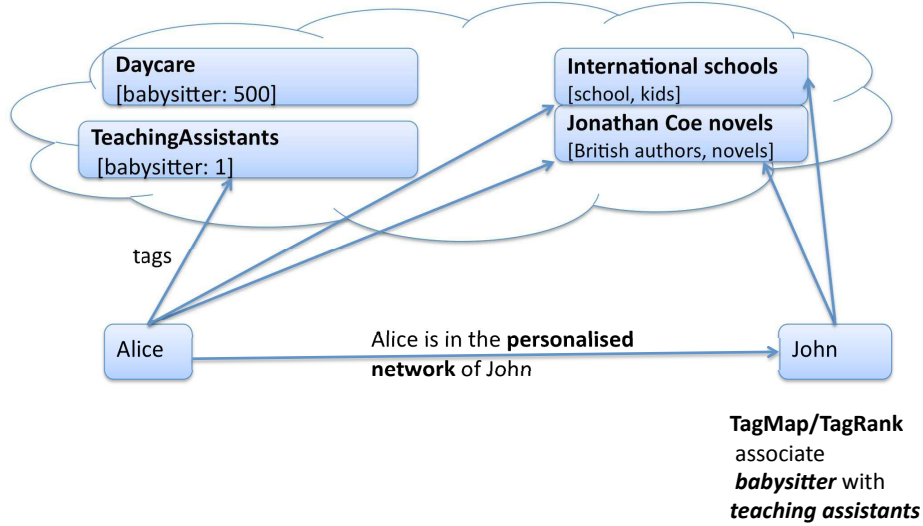 Daycare
[babysitter: 500]
TeachingAssistants
[babysitter: 1]
International schools
[school, kids]
Jonathan Coe novels
[British authors, novels]
tags
Alice
Alice is in the personalised
network of John
John
TagMap/TagRank
associate
babysitter with
teaching assistants